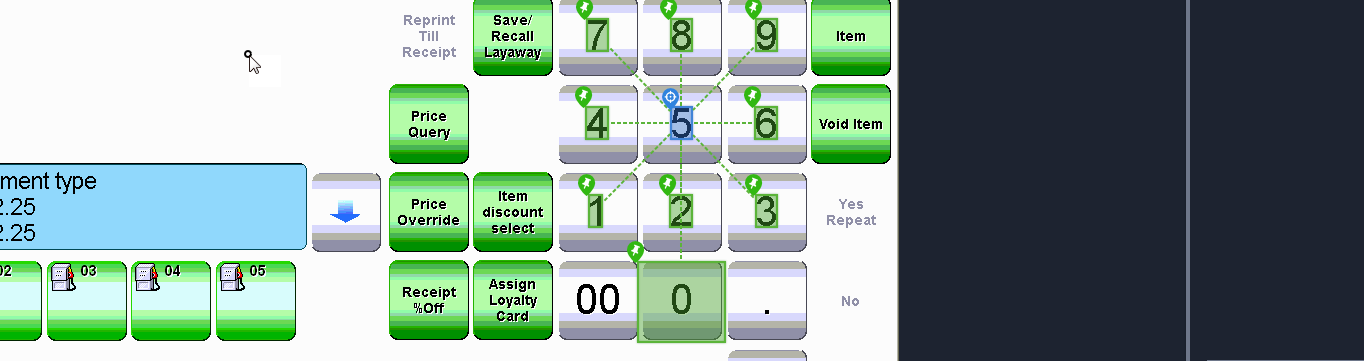 Reprint
Till
Receipt
Save/
Recall
Layaway
7
8
9
Item
Price
Query
4
5
6
Void Item
ment type
2.25
2.25
Price
Override
Item
discount
select
1
2
3
Yes
Repeat
02
03
04
05
Receipt
%Off
Assign
Loyalty
Card
00
0
.
No